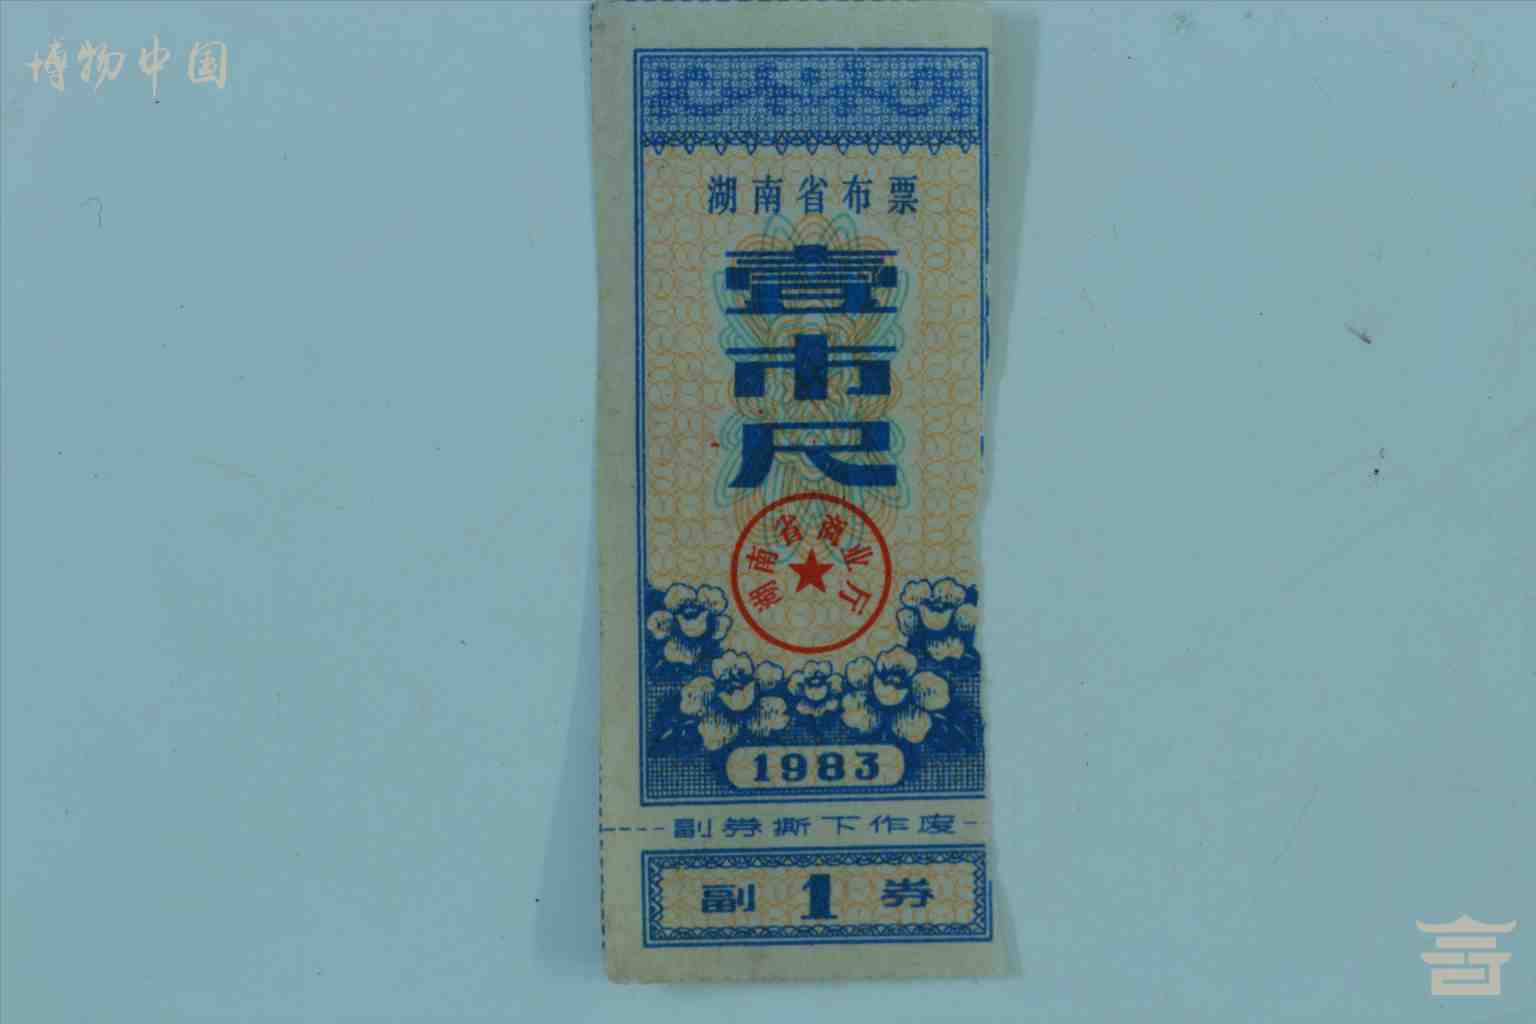 博物中国
湖南省布票
壹市尺
湖南省商业厅
1983
副券撕下作废
副 1 券